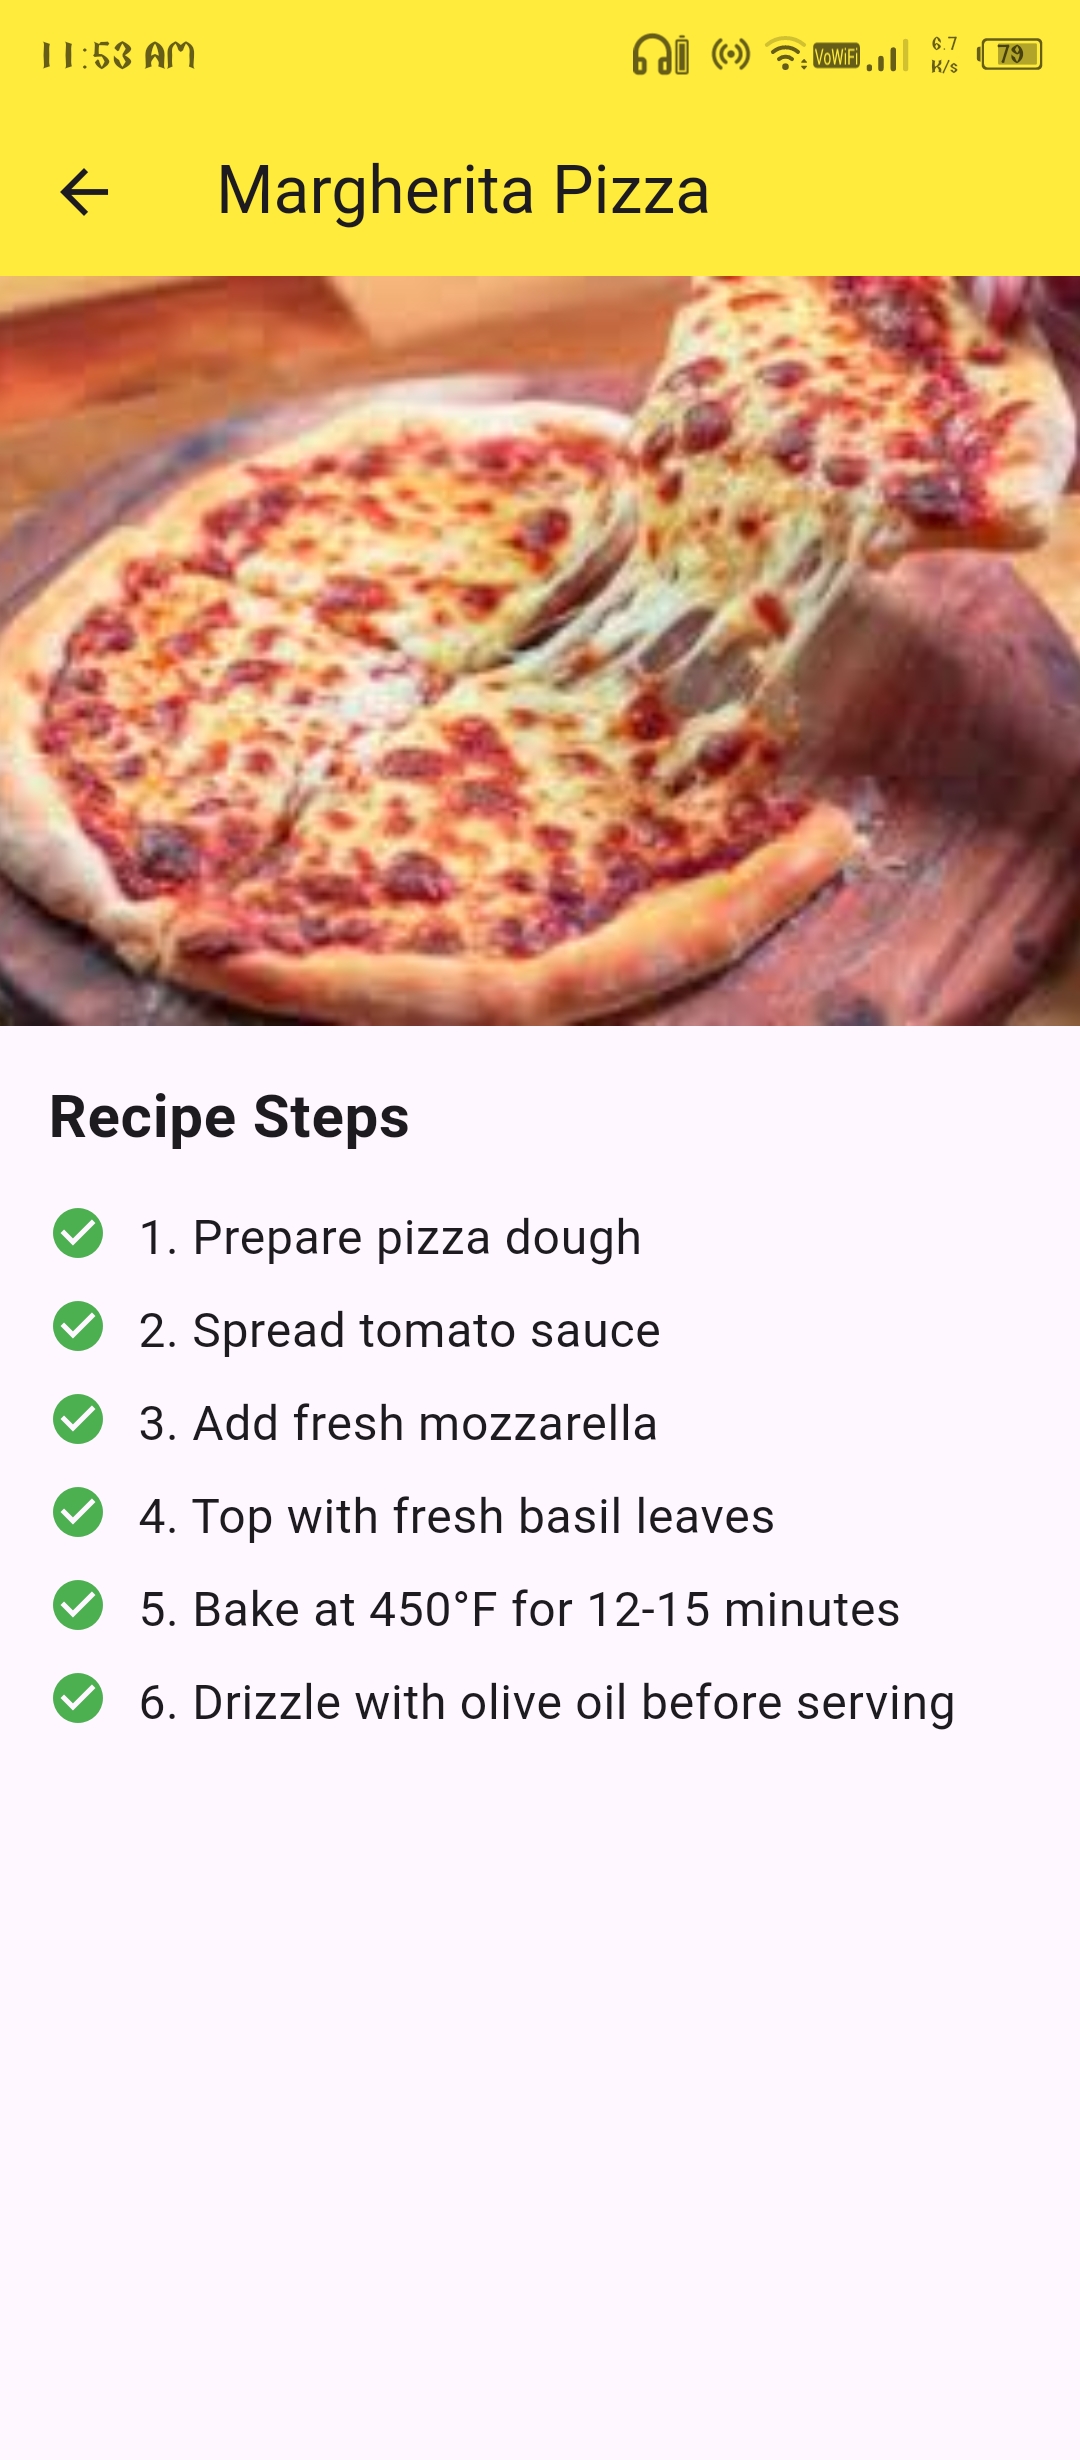 11:53 AM
VoWiFi
6.7
K/s
79
Margherita Pizza
Recipe Steps
1. Prepare pizza dough
2. Spread tomato sauce
3. Add fresh mozzarella
4. Top with fresh basil leaves
5. Bake at 450°F for 12-15 minutes
6. Drizzle with olive oil before serving